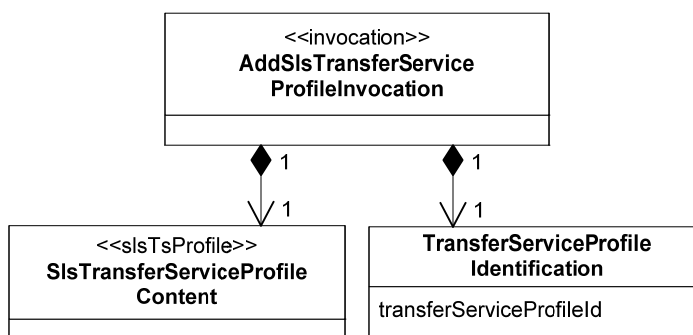 <<invocation>>
AddSlsTransferService
ProfileInvocation
1
1
1
1
<<slsTsProfile>>
SlsTransferServiceProfile
Content
TransferServiceProfile
Identification
transferServiceProfileId